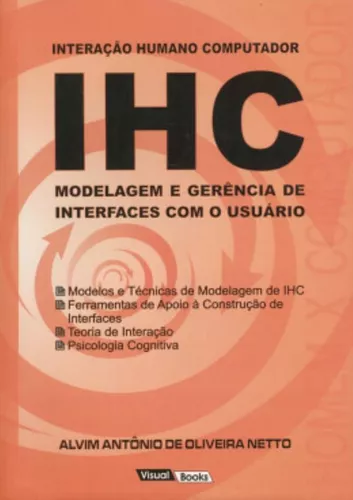 INTERAÇÃO HUMANO COMPUTADOR
IHC
MODELAGEM E GERÊNCIA DE
INTERFACES COM O USUÁRIO
Modelos e Técnicas de Modelagem de IHC
Ferramentas de Apoio à Construção de
Interfaces
Teoria de Interação
Psicologia Cognitiva
ALVIM ANTÔNIO DE OLIVEIRA NETTO
Visual Books